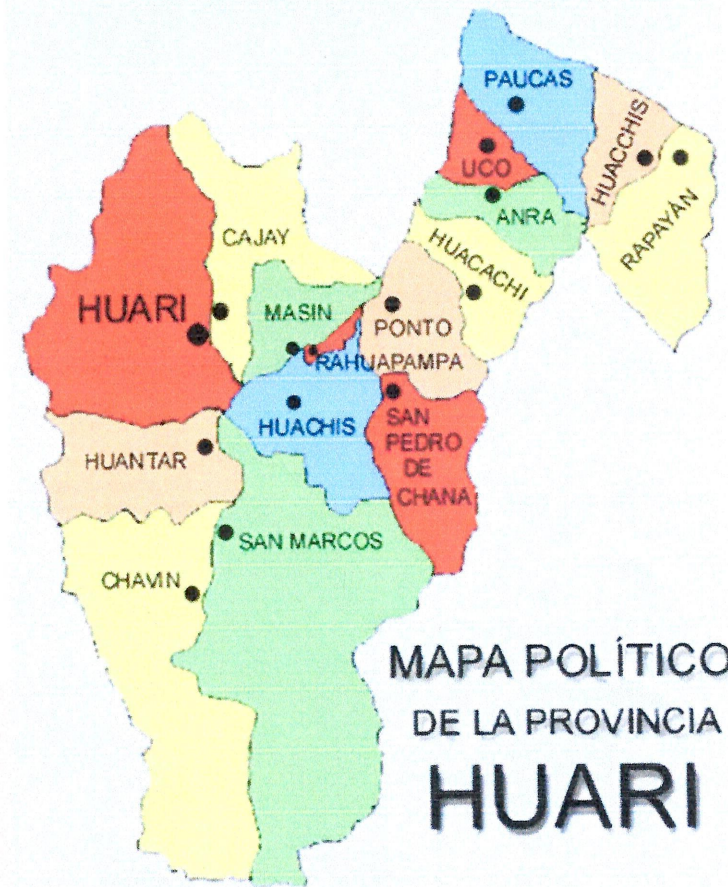 PAUCAS
HUACCHIS
UCO
RAPAYÁN
ANRA
CAJAY
HUACACHI
HUARI
MASIN
PONTO
RAHUAPAMPA
HUACHIS
SAN
PEDRO
DE
CHANA
HUANTAR
SAN MARCOS
CHAVIN
MAPA POLÍTICO
DE LA PROVINCIA
HUARI